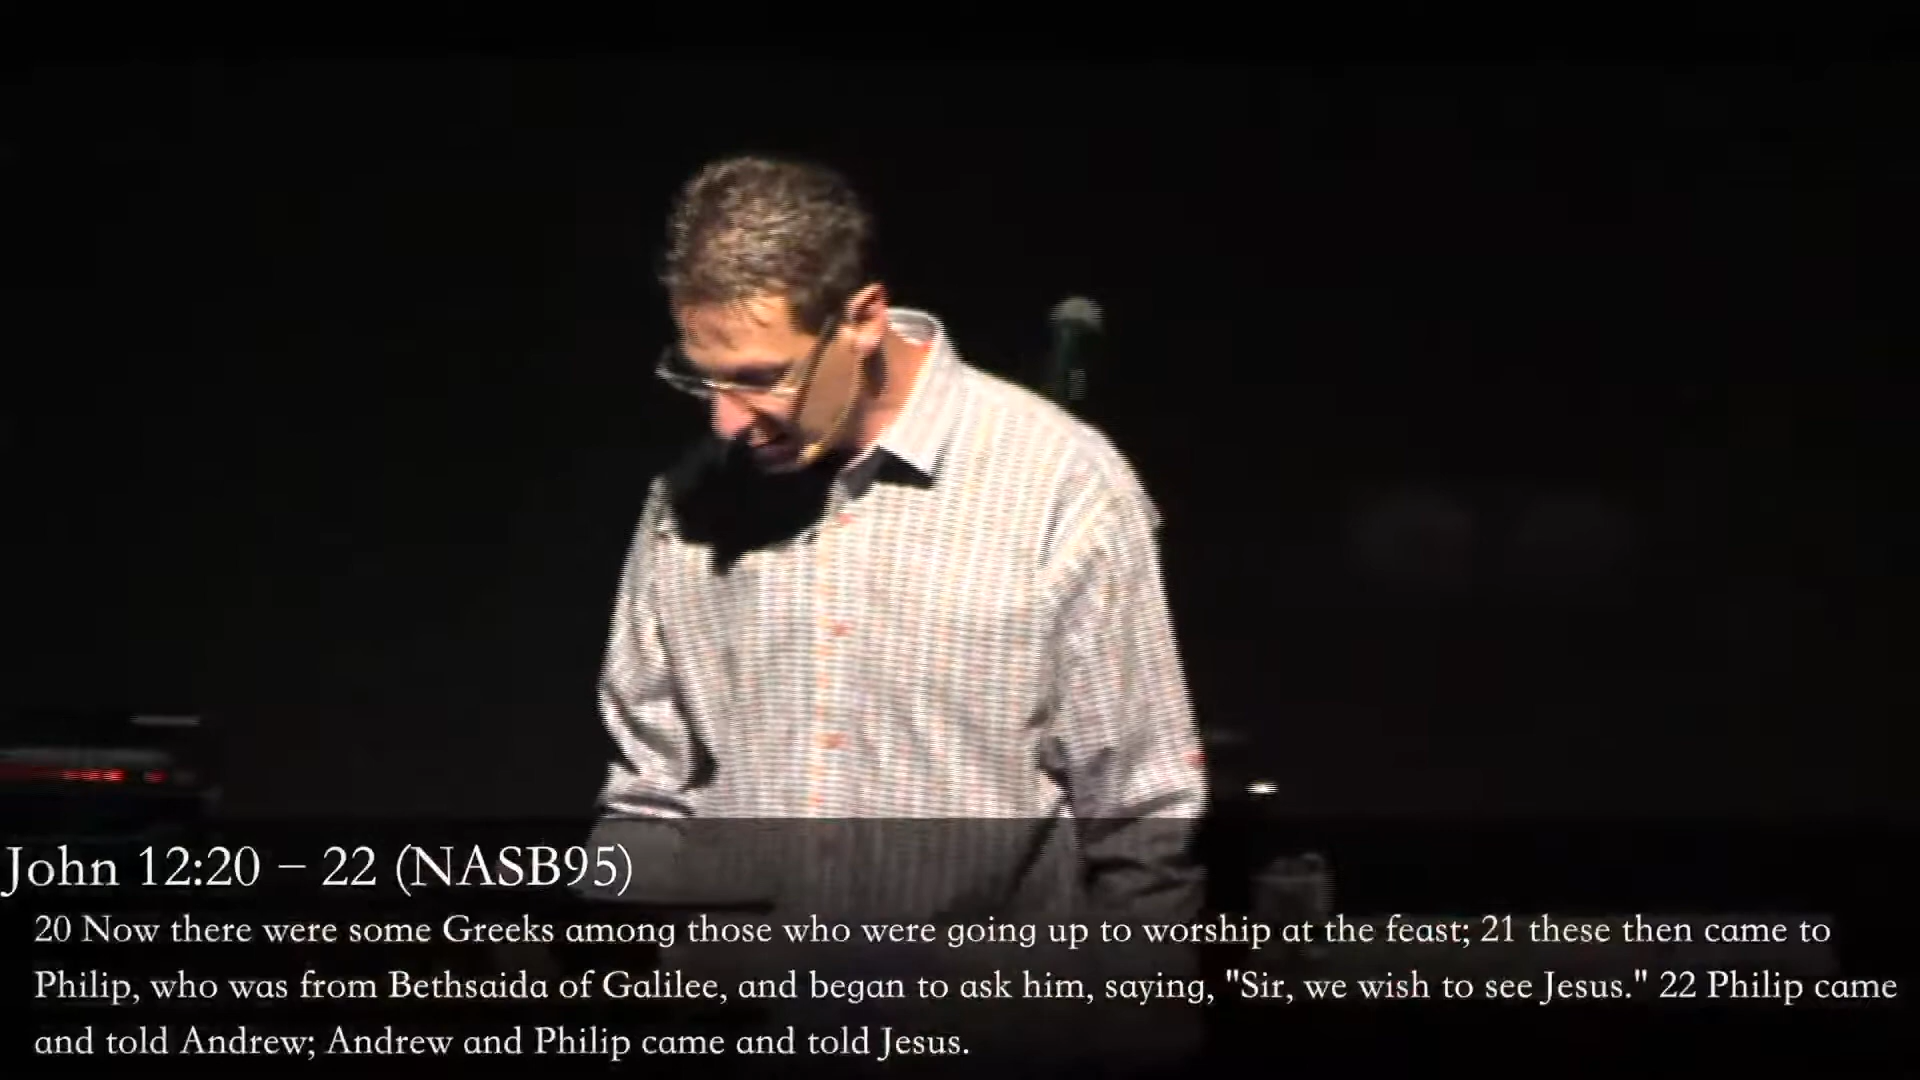 John 12:20 – 22 (NASB95)
20 Now there were some Greeks among those who were going up to worship at the feast; 21 these then came to
Philip, who was from Bethsaida of Galilee, and began to ask him, saying, "Sir, we wish to see Jesus." 22 Philip came
and told Andrew; Andrew and Philip came and told Jesus.